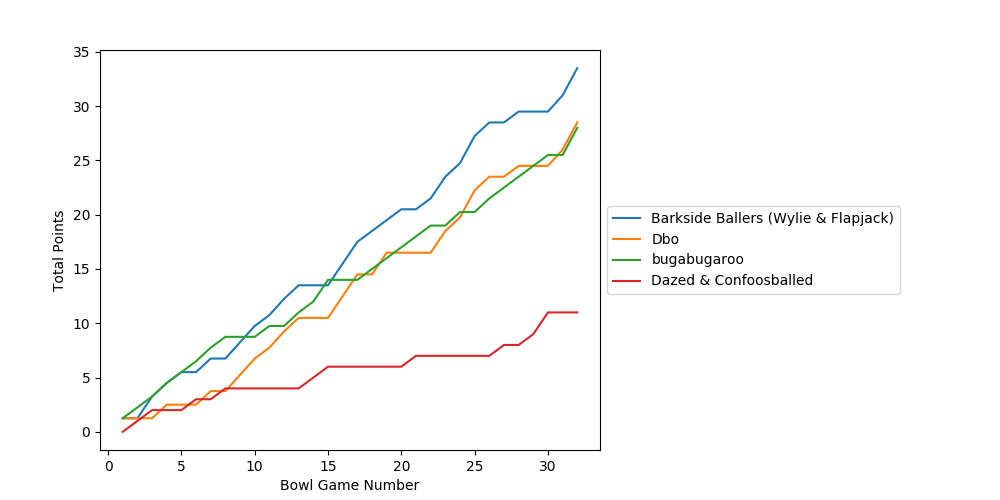 35
30
25
20
15
10
5
0
Total Points
0 5 10 15 20 25 30
Bowl Game Number
Barkside Ballers (Wylie & Flapjack)
Dbo
bugabugaroo
Dazed & Confoosballed